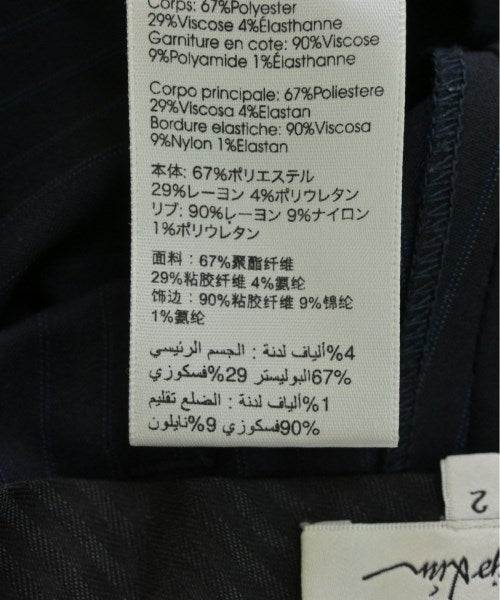 Corps: 67%Polyester
29%Viscose 4%Élasthanne
Garniture en cote: 90%Viscose
9%Polyamide 1%Élasthanne
Corpo principale: 67%Poliestere
29%Viscosa 4%Elastan
Bordure elastiche: 90%Viscosa
9%Nylon 1%Elastan
本体: 67%ポリエステル
29%レーヨン 4%ポリウレタン
リブ: 90%レーヨン 9%ナイロン
1%ポリウレタン
面料: 67%聚酯纤维
29%粘胶纤维 4%氨纶
饰边: 90%粘胶纤维 9%锦纶
1%氨纶
4%ألياف لدنة : الجسم الرئيسي
67%البوليستر 29%فسكوزي
1%ألياف لدنة : الضلع تقليم
90%فسكوزي 9%نايلون
2